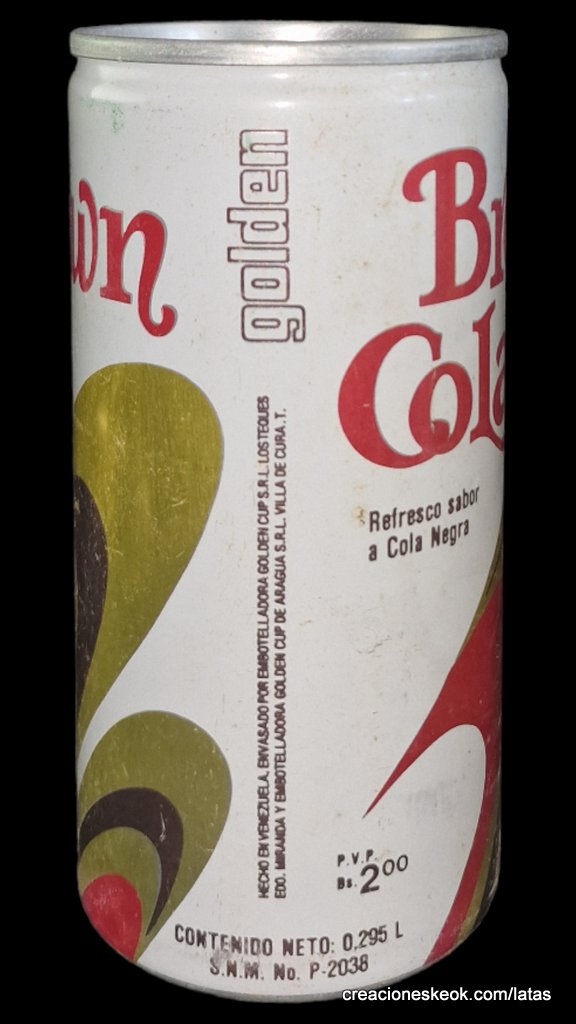 wn
golden
HECHO EN VENEZUELA, ENVASADO POR EMBOTELLADORA GOLDEN CUP S.R.L. LOS TEQUES
EDO. MIRANDA Y EMBOTELLADORA GOLDEN CUP DE ARAGUA S.R.L. VILLA DE CURA.T.
Br
Cola
Refresco sabor
a Cola Negra
P.V.P.
Bs. 2 00
CONTENIDO NETO: 0,295 L
S.N.M. No. P-2038
creacioneskeok.com/latas